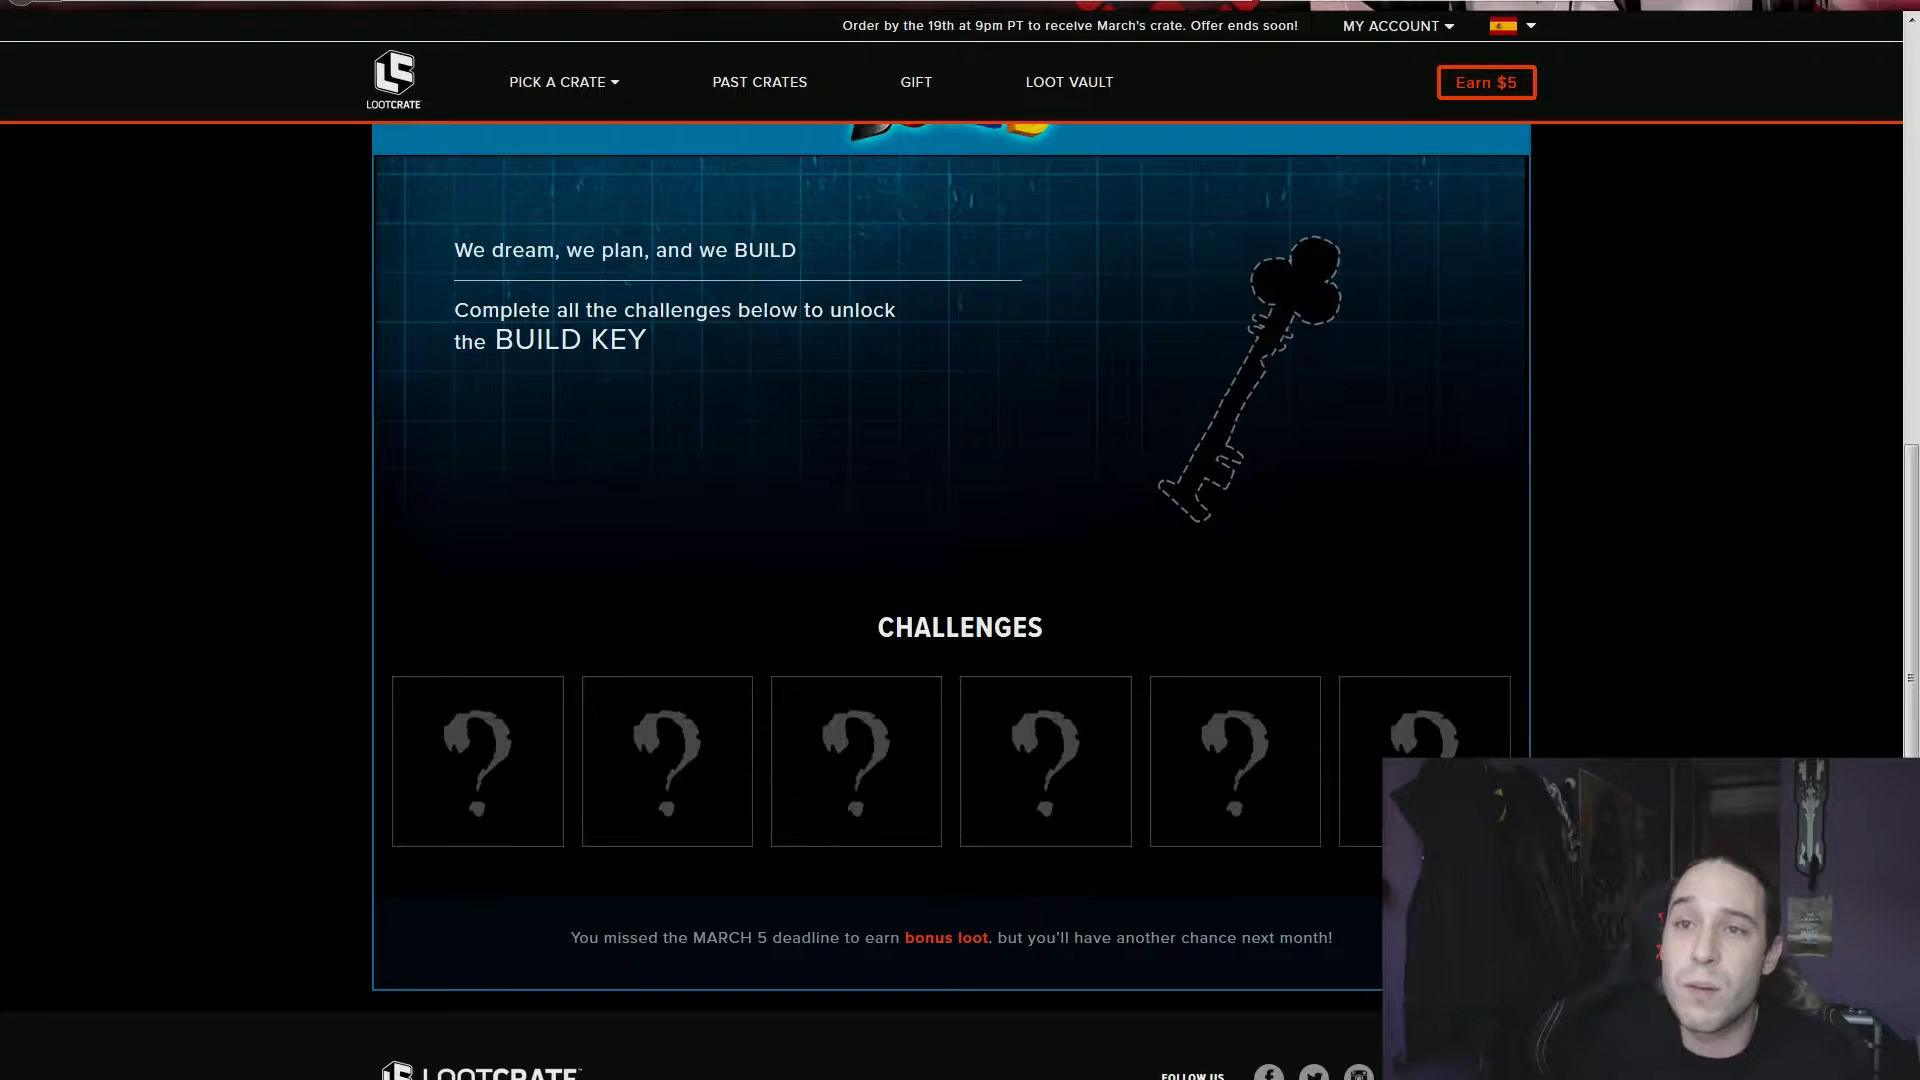 Order by the 19th at 9pm PT to receive March's crate. Offer ends soon!
MY ACCOUNT
LOOTCRATE
PICK A CRATE
PAST CRATES
GIFT
LOOT VAULT
Earn $5
We dream, we plan, and we BUILD
Complete all the challenges below to unlock
the BUILD KEY
CHALLENGES
You missed the MARCH 5 deadline to earn bonus loot. but you'll have another chance next month!
LOOTCRATE
FOLLOW US